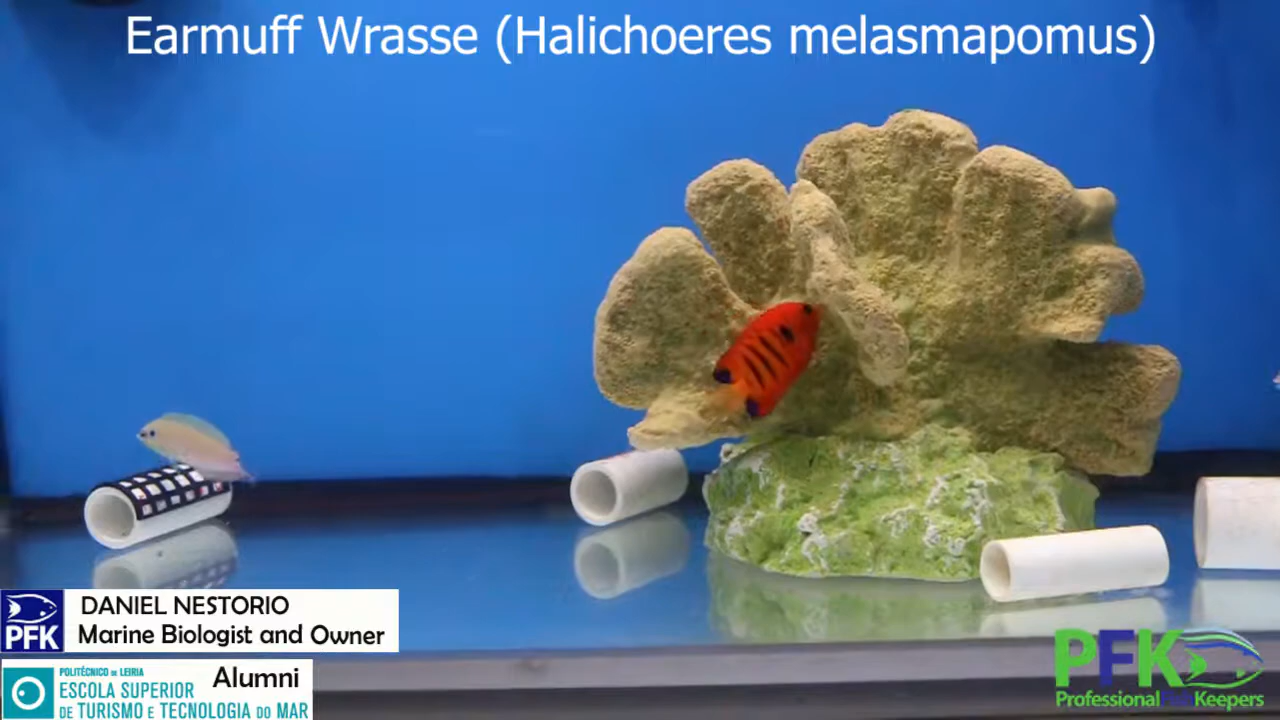 Earmuff Wrasse (Halichoeres melasmapomus)
PFK
DANIEL NESTORIO
Marine Biologist and Owner
POLITÉCNICO DE LEIRIA
Alumni
ESCOLA SUPERIOR
DE TURISMO E TECNOLOGIA DO MAR
PFK
ProfessionalFishKeepers